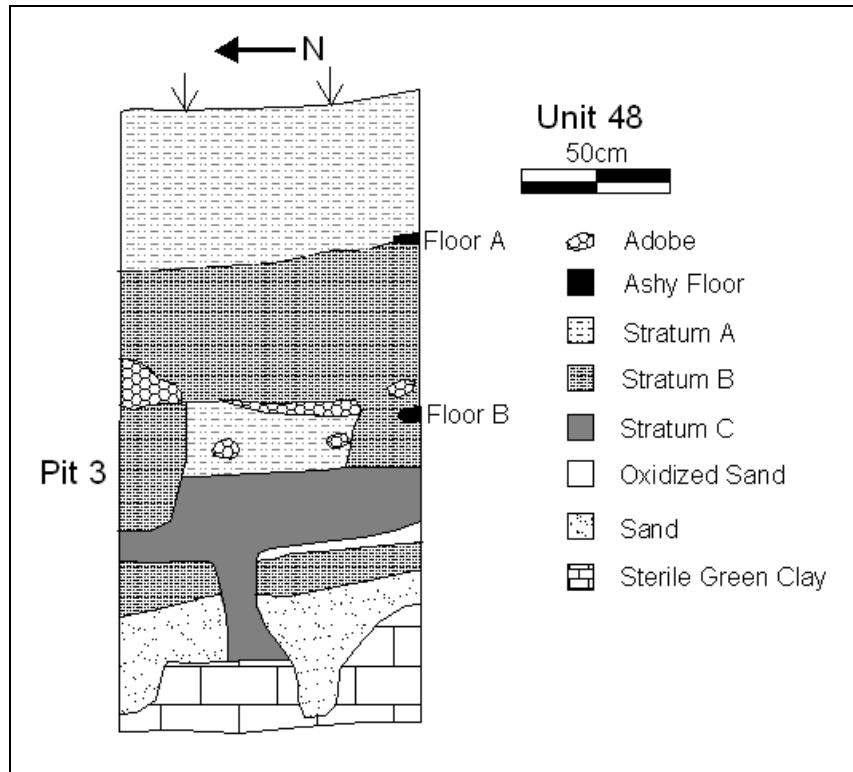 N
Unit 48
50cm
Floor A
Floor B
Pit 3
Adobe
Ashy Floor
Stratum A
Stratum B
Stratum C
Oxidized Sand
Sand
Sterile Green Clay